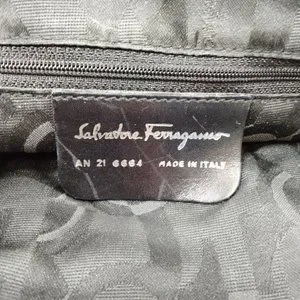 Salvatore Ferragamo
AN 21 6664 MADE IN ITALY